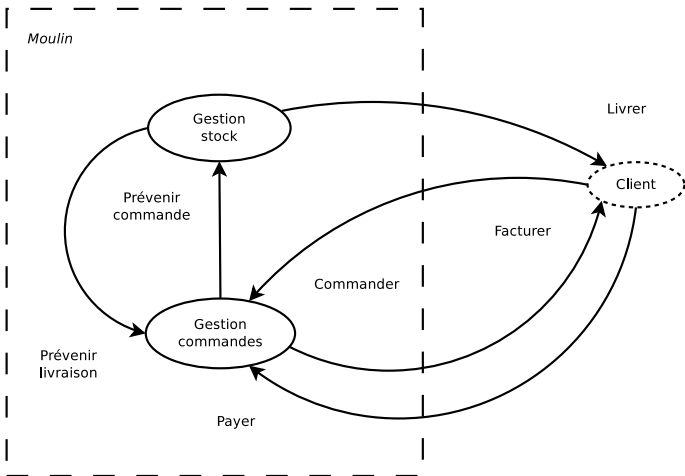 Moulin
Gestion
stock
Livrer
Client
Prévenir
commande
Facturer
Commander
Gestion
commandes
Prévenir
livraison
Payer